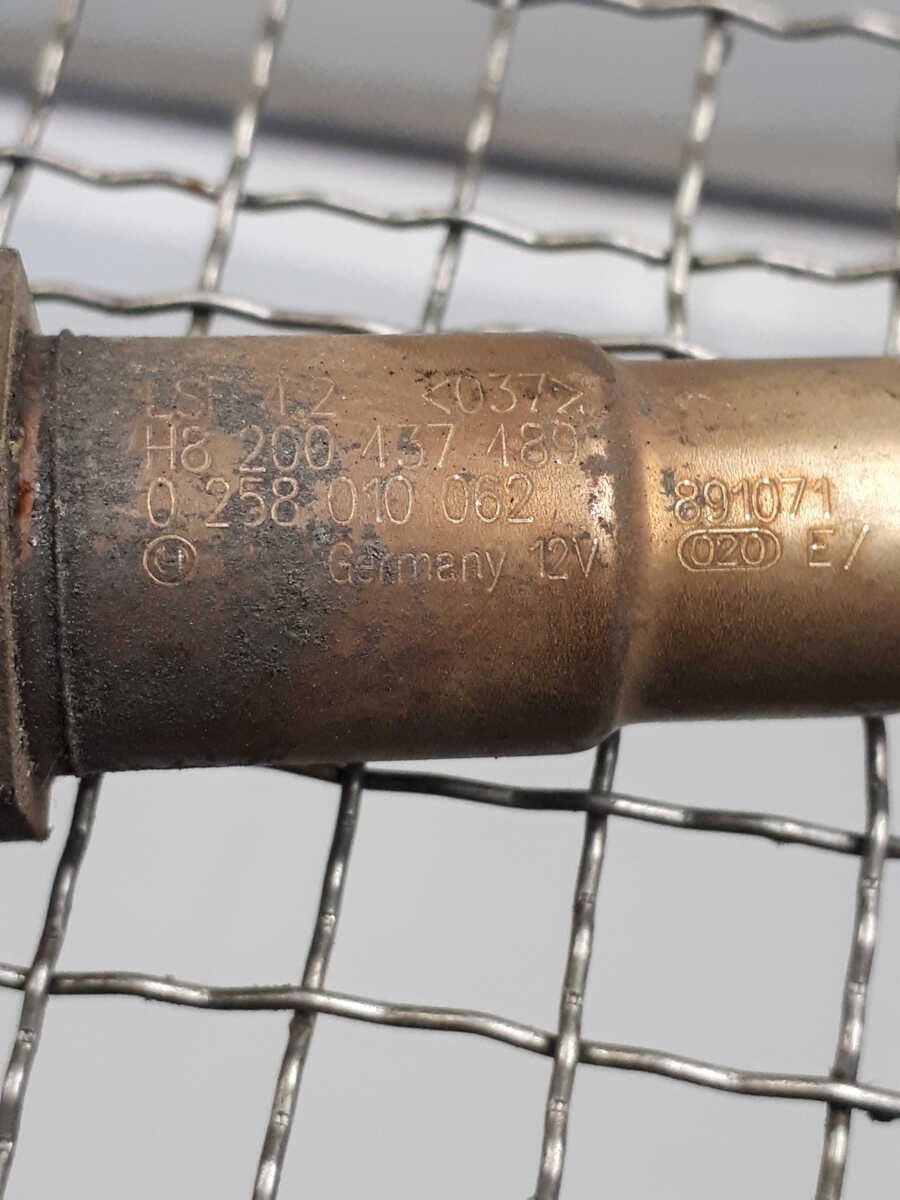 LSF 4.2 <037>
H8 200 437 489
0 258 010 062
H Germany 12V
891071
020 E/